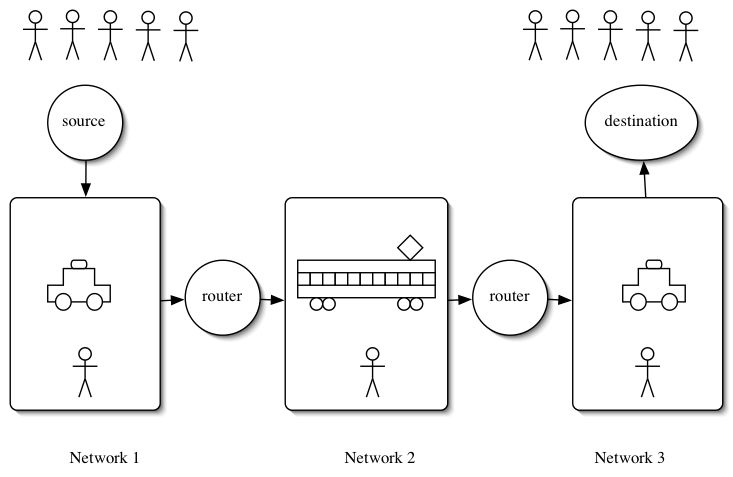 source
destination
router
router
Network 1
Network 2
Network 3